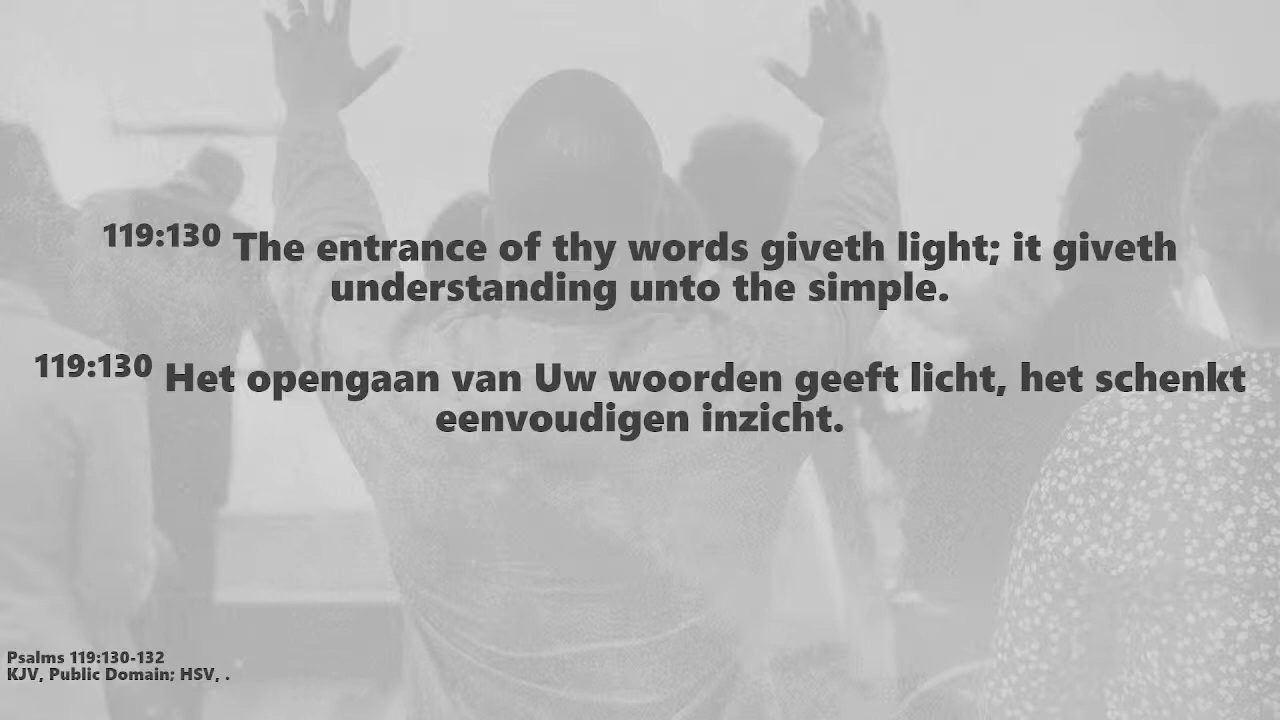 119:130 The entrance of thy words giveth light; it giveth
understanding unto the simple.
119:130 Het opengaan van Uw woorden geeft licht, het schenkt
eenvoudigen inzicht.
Psalms 119:130-132
KJV, Public Domain; HSV, .